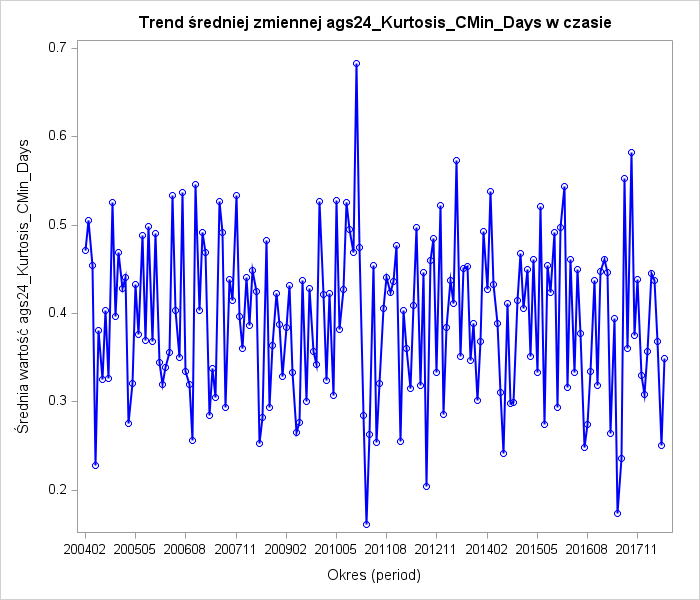 Trend średniej zmiennej ags24_Kurtosis_CMin_Days w czasie
Średnia wartość ags24_Kurtosis_CMin_Days
0.7
0.6
0.5
0.4
0.3
0.2
200402 200505 200608 200711 200902 201005 201108 201211 201402 201505 201608 201711
Okres (period)